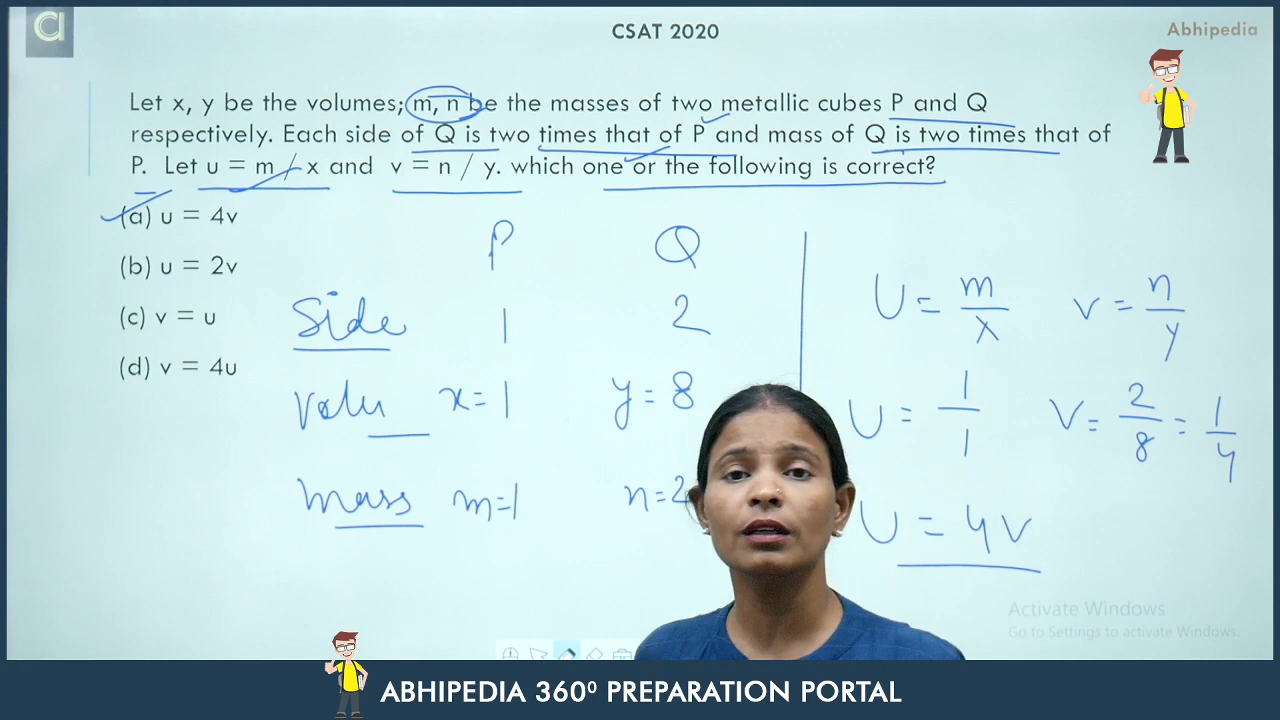 a
CSAT 2020
Abhipedia
Let x, y be the volumes; m, n be the masses of two metallic cubes P and Q
respectively. Each side of Q is two times that of P and mass of Q is two times that of
P. Let u = m / x and v = n / y. which one or the following is correct?
(a) u = 4v
(b) u = 2v
(c) v = u
(d) v = 4u
P Q
Side 1 2
Volu x=1 y=8
mass m=1 n=2
U = m/x v = n/y
U = 1/1 V = 2/8 = 1/4
U = 4v
Activate Windows
Go to Settings to activate Windows.
ABHIPEDIA 360⁰ PREPARATION PORTAL